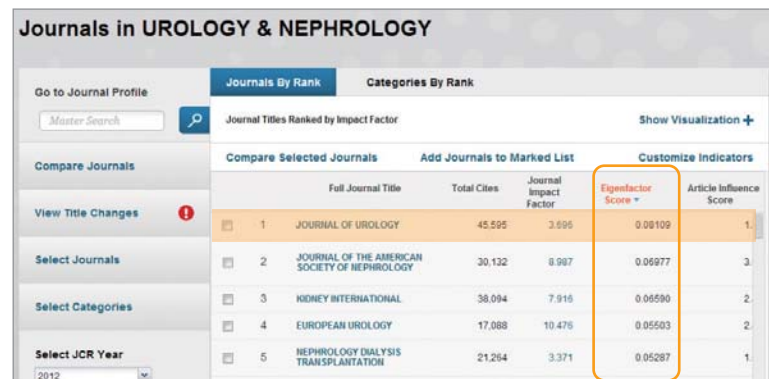 Journals in UROLOGY & NEPHROLOGY
Go to Journal Profile
Master Search
Compare Journals
View Title Changes
Select Journals
Select Categories
Select JCR Year
2012
Journals By Rank Categories By Rank
Journal Titles Ranked by Impact Factor Show Visualization +
Compare Selected Journals Add Journals to Marked List Customize Indicators
Full Journal Title Total Cites Journal Impact Factor Eigenfactor Score Article Influence Score
1 JOURNAL OF UROLOGY 45,595 3.696 0.08109 1.
2 JOURNAL OF THE AMERICAN SOCIETY OF NEPHROLOGY 30,132 8.987 0.06977 3.
3 KIDNEY INTERNATIONAL 38,094 7.916 0.06590 2.
4 EUROPEAN UROLOGY 17,088 10.476 0.05503 2.
5 NEPHROLOGY DIALYSIS TRANSPLANTATION 21,264 3.371 0.05287 1.